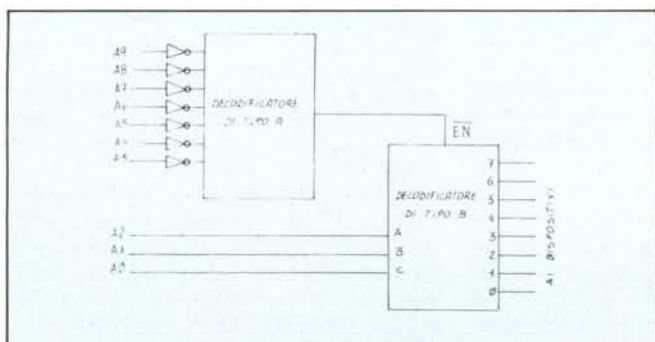 A9
A8
A7
A6
A5
A4
A3
DECODIFICATORE
DI TIPO A
EN
DECODIFICATORE
DI TIPO B
A2
A1
A0
A
B
C
7
6
5
4
3
2
1
0
AI DISPOSITIVI